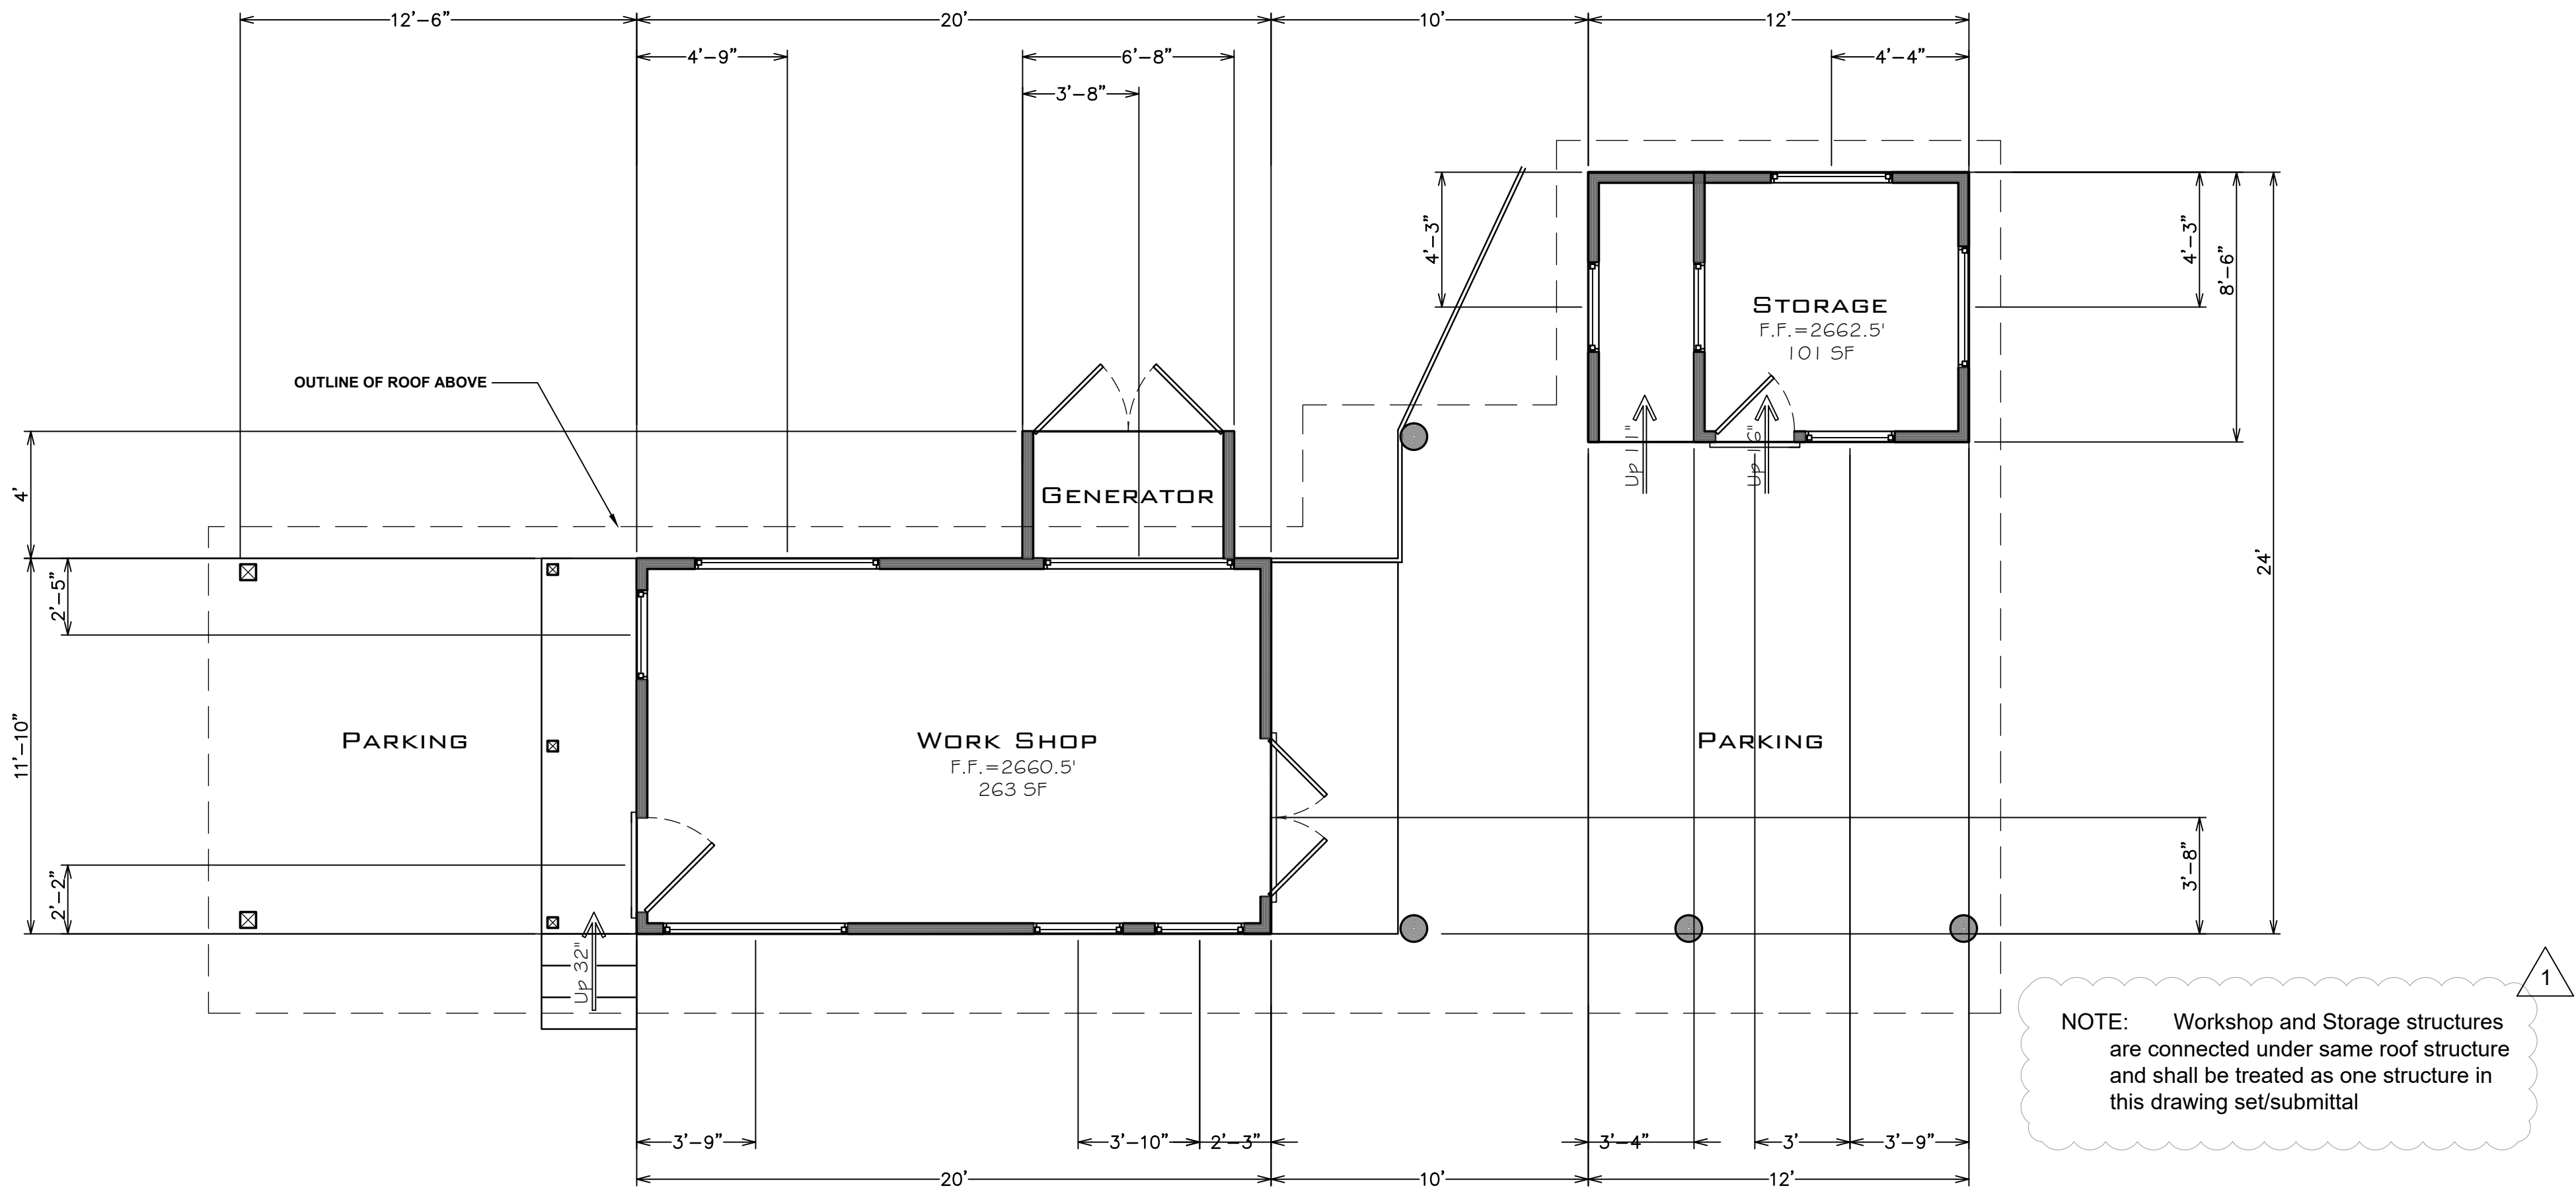 12'-6"
20'
10'
12'
4'-9"
6'-8"
4'-4"
3'-8"
4'-3"
4'-3"
8'-6"
STORAGE
F.F.=2662.5'
101 SF
OUTLINE OF ROOF ABOVE
Up 11"
Up 16"
4'
GENERATOR
24'
2'-5"
11'-10"
PARKING
WORK SHOP
F.F.=2660.5'
263 SF
PARKING
2'-2"
3'-8"
Up 32"
1
NOTE: Workshop and Storage structures
are connected under same roof structure
and shall be treated as one structure in
this drawing set/submittal
3'-9"
3'-10"
2'-3"
3'-4"
3'
3'-9"
20'
10'
12'